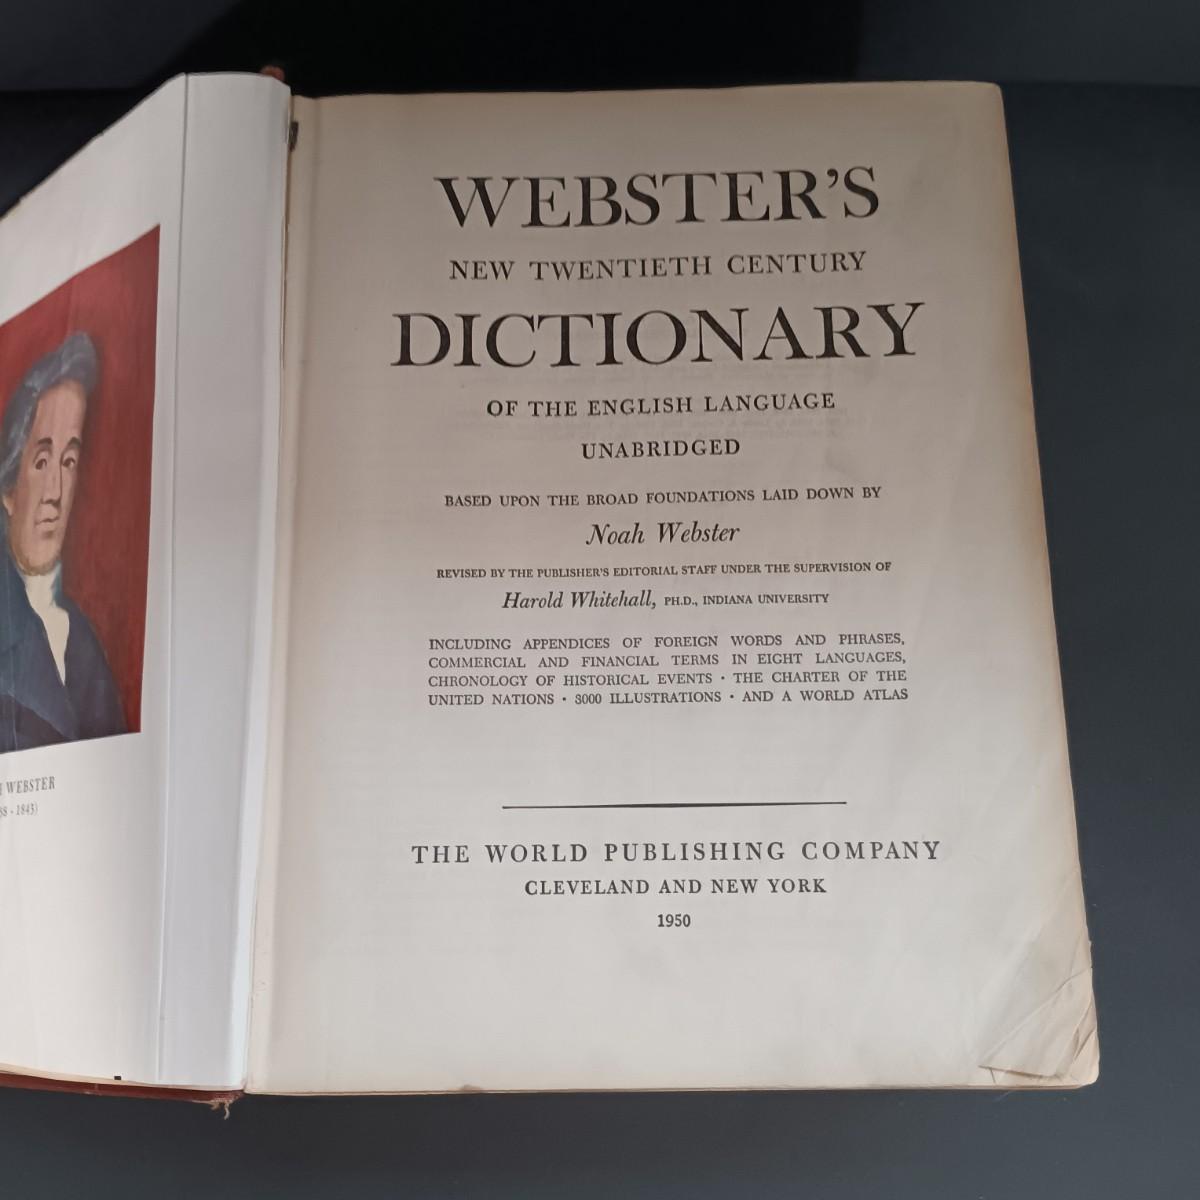 WEBSTER
- 1843)
WEBSTER'S
NEW TWENTIETH CENTURY
DICTIONARY
OF THE ENGLISH LANGUAGE
UNABRIDGED
BASED UPON THE BROAD FOUNDATIONS LAID DOWN BY
Noah Webster
REVISED BY THE PUBLISHER'S EDITORIAL STAFF UNDER THE SUPERVISION OF
Harold Whitehall, PH.D., INDIANA UNIVERSITY
INCLUDING APPENDICES OF FOREIGN WORDS AND PHRASES,
COMMERCIAL AND FINANCIAL TERMS IN EIGHT LANGUAGES,
CHRONOLOGY OF HISTORICAL EVENTS · THE CHARTER OF THE
UNITED NATIONS · 3000 ILLUSTRATIONS · AND A WORLD ATLAS
THE WORLD PUBLISHING COMPANY
CLEVELAND AND NEW YORK
1950